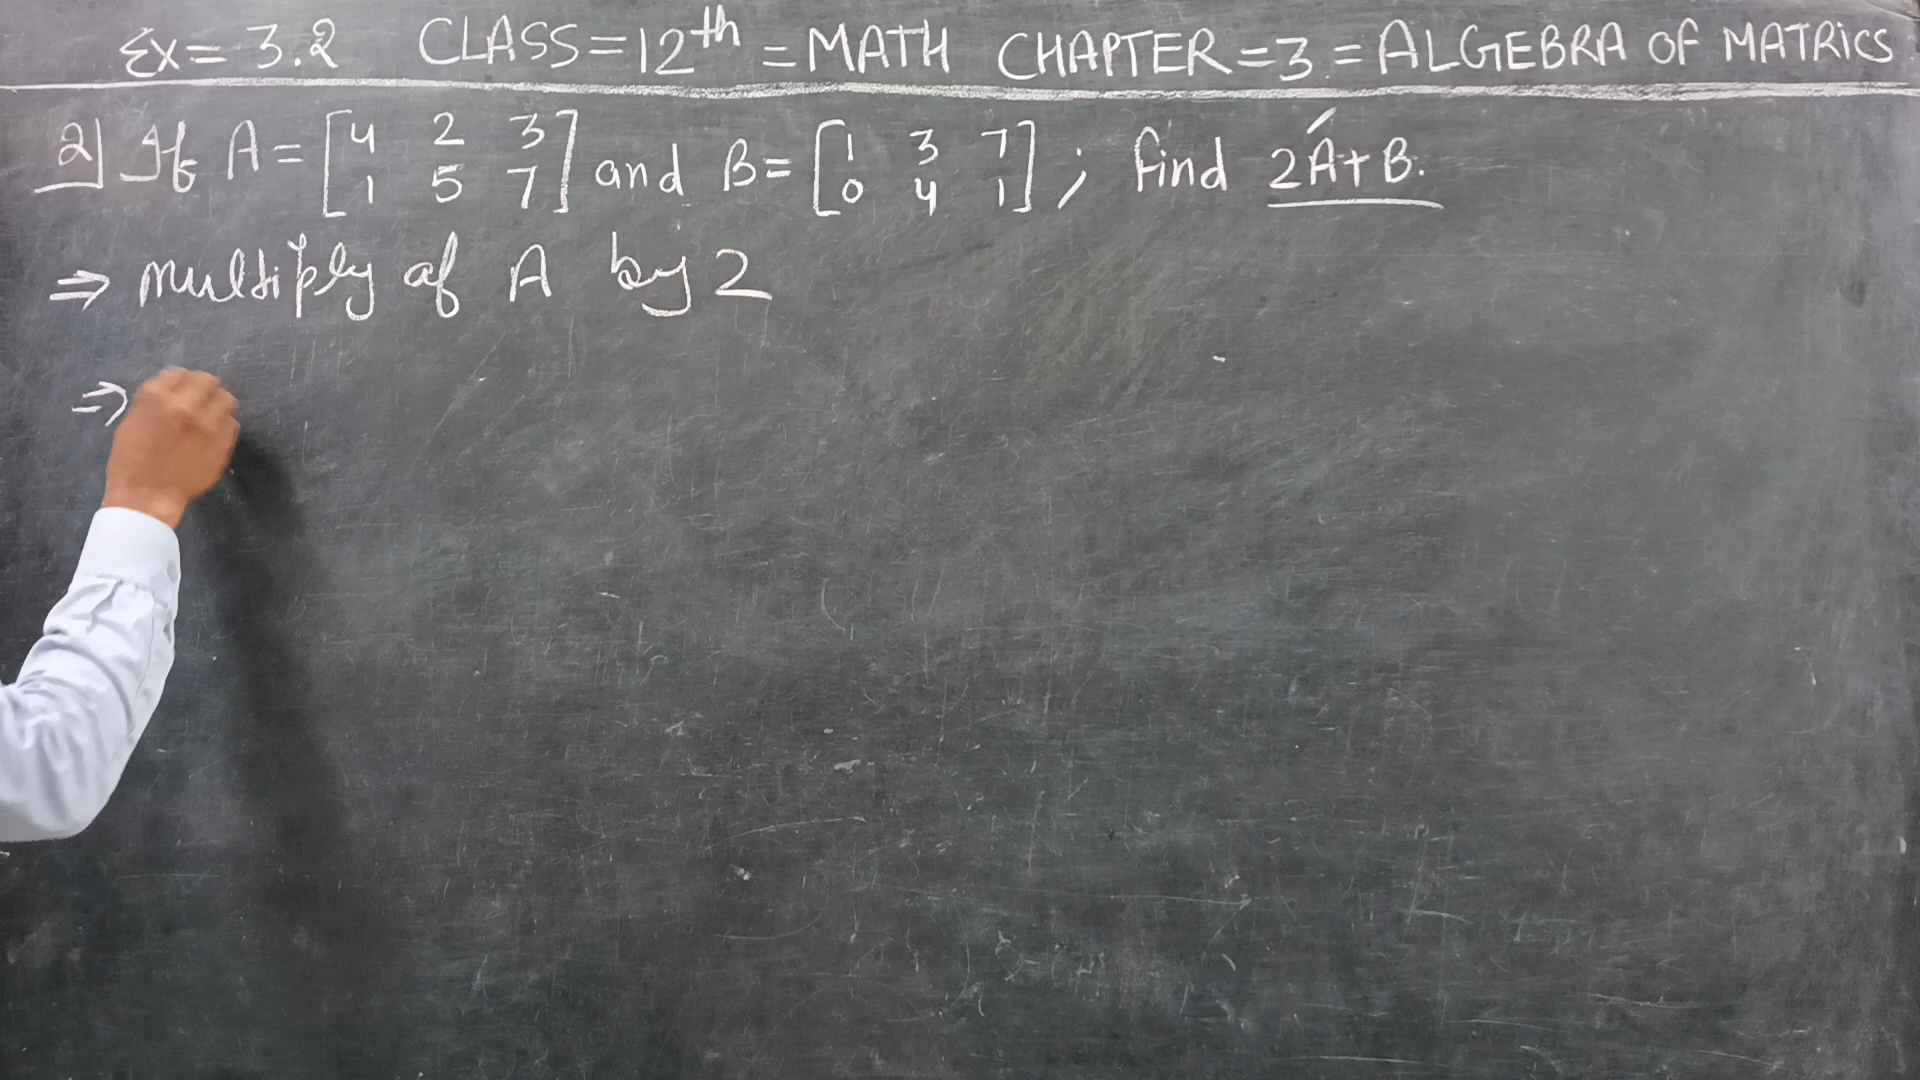 Ex = 3.2 CLASS = 12th = MATH CHAPTER = 3 = ALGEBRA OF MATRICS
2) If A = [4 2 3
1 5 7] and B = [1 3 7
0 4 1] ; find 2A + B.
⇒ multiply of A by 2
⇒